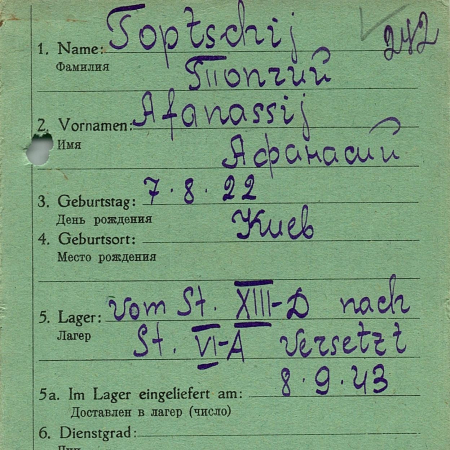 1. Name: Toptschij 242
Фамилия
Топчий
2. Vornamen: Afanassij
Имя
Афанасий
3. Geburtstag: 7.8.22
День рождения
4. Geburtsort: Киев
Место рождения
5. Lager: vom St. XIII-D nach
Лагер
St. VI-A versetzt
5a. Im Lager eingeliefert am: 8.9.43
Доставлен в лагер (число)
6. Dienstgrad: